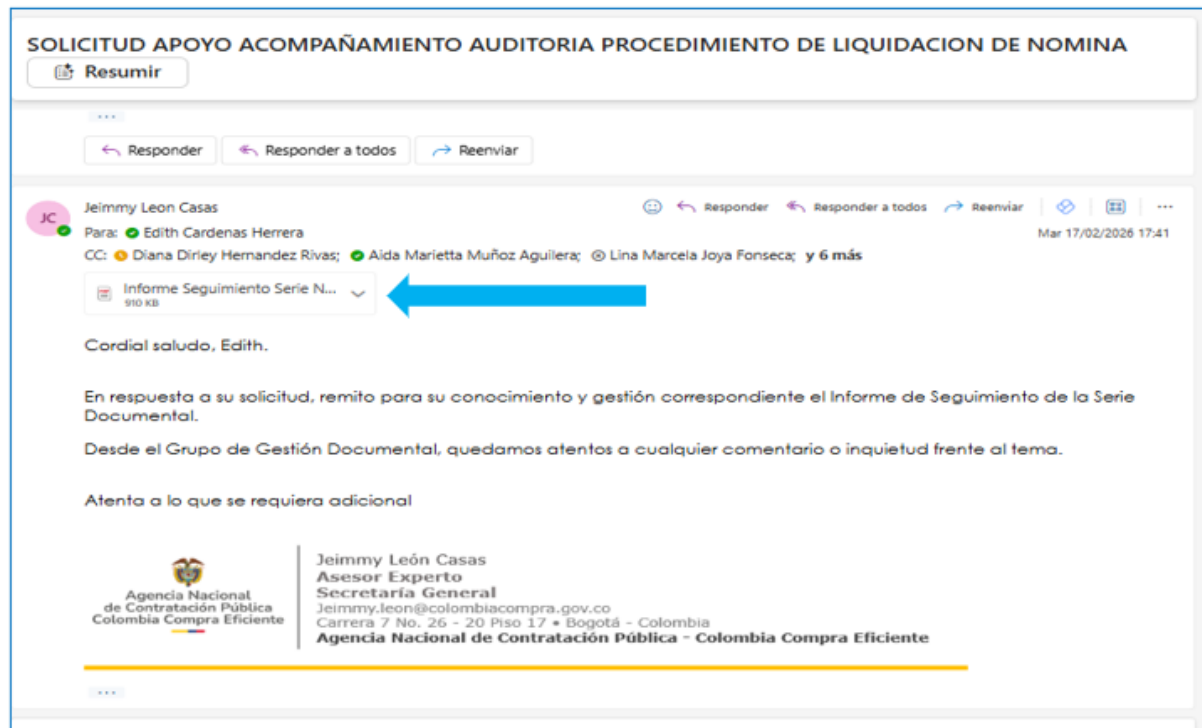 SOLICITUD APOYO ACOMPAÑAMIENTO AUDITORIA PROCEDIMIENTO DE LIQUIDACION DE NOMINA
Resumir
...
Responder
Responder a todos
Reenviar
JC
Jeimmy Leon Casas
Responder
Responder a todos
Reenviar
...
Para: Edith Cardenas Herrera
Mar 17/02/2026 17:41
CC: Diana Dirley Hernandez Rivas; Aida Marietta Muñoz Aguilera; Lina Marcela Joya Fonseca; y 6 más
Informe Seguimiento Serie N...
910 KB
Cordial saludo, Edith.
En respuesta a su solicitud, remito para su conocimiento y gestión correspondiente el Informe de Seguimiento de la Serie
Documental.
Desde el Grupo de Gestión Documental, quedamos atentos a cualquier comentario o inquietud frente al tema.
Atenta a lo que se requiera adicional
Agencia Nacional
de Contratación Pública
Colombia Compra Eficiente
Jeimmy León Casas
Asesor Experto
Secretaría General
Jeimmy.leon@colombiacompra.gov.co
Carrera 7 No. 26 - 20 Piso 17 • Bogotá - Colombia
Agencia Nacional de Contratación Pública - Colombia Compra Eficiente
...